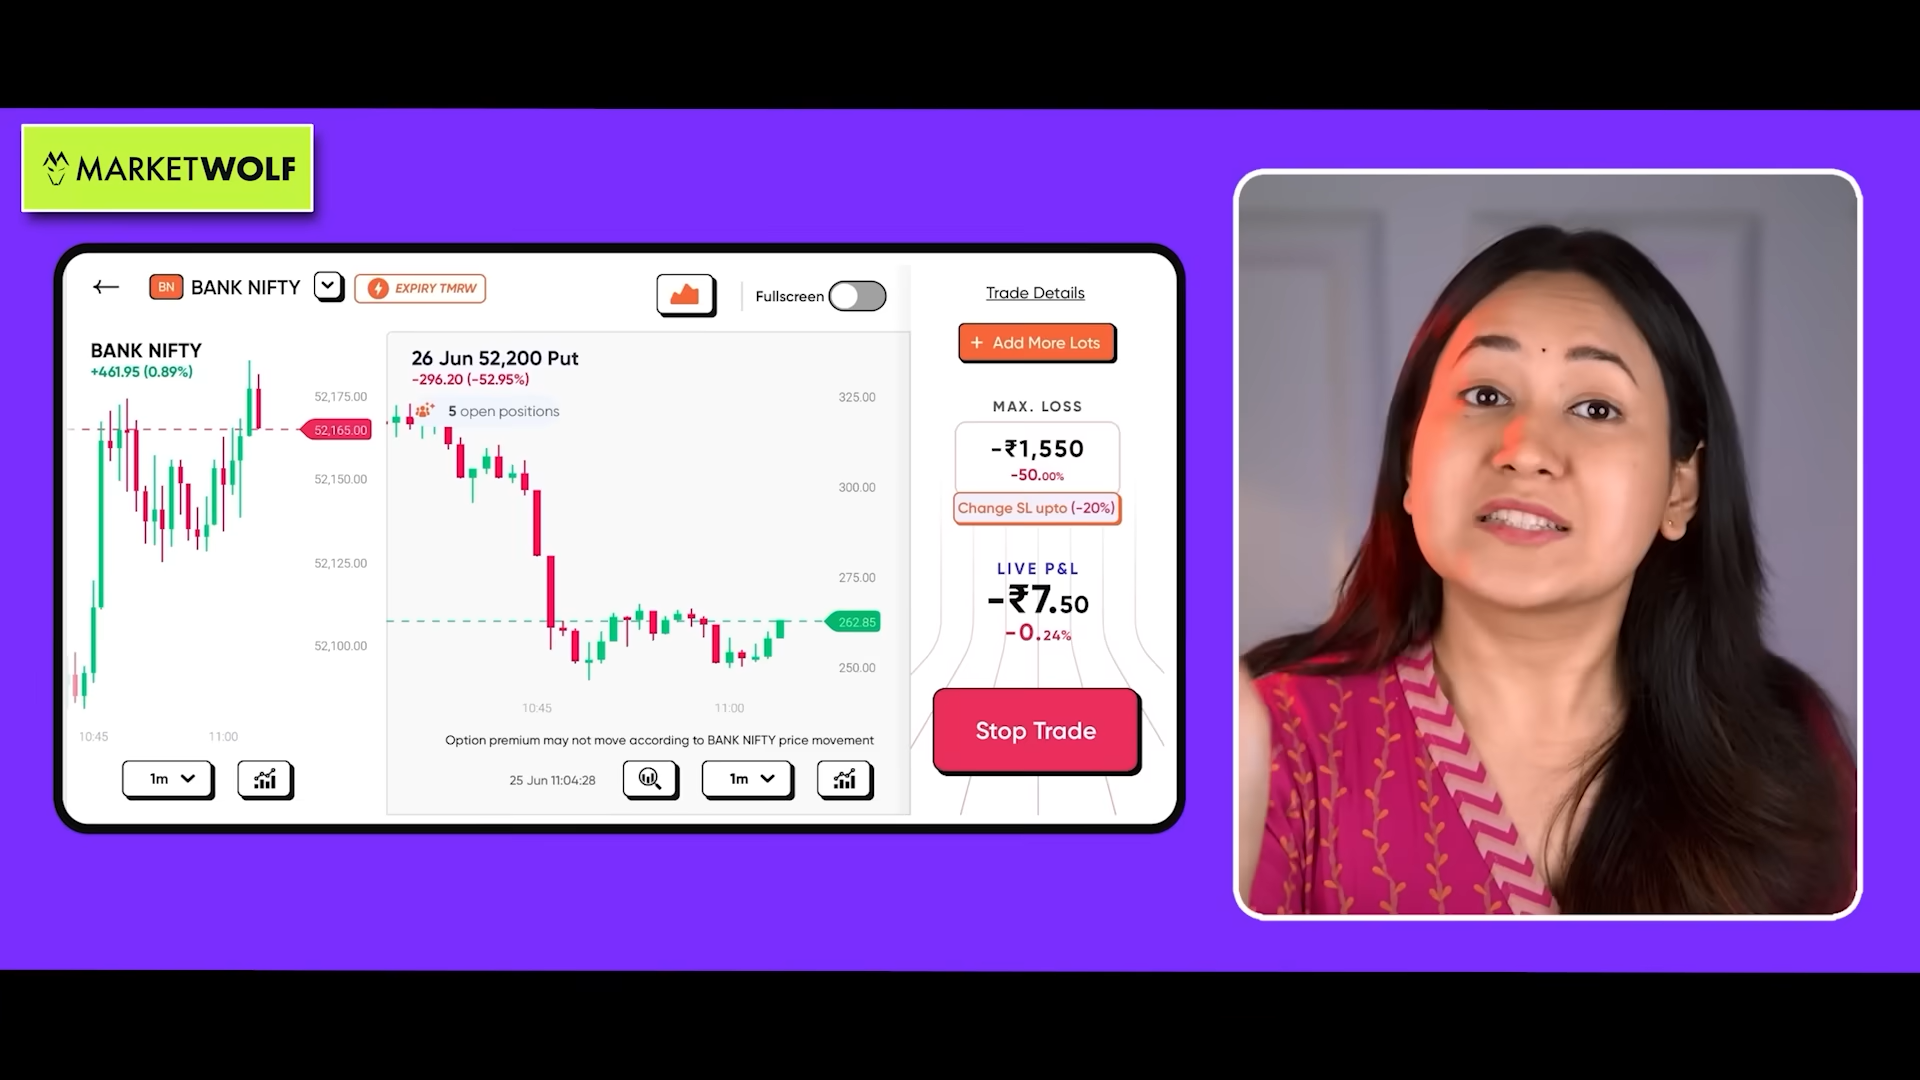 MARKETWOLF
BN BANK NIFTY
EXPIRY TMRW
Fullscreen
BANK NIFTY
+461.95 (0.89%)
52,175.00
52,165.00
52,150.00
52,125.00
52,100.00
10:45 11:00
1m
26 Jun 52,200 Put
-296.20 (-52.95%)
5 open positions
325.00
300.00
275.00
262.85
250.00
10:45 11:00
Option premium may not move according to BANK NIFTY price movement
25 Jun 11:04:28
1m
Trade Details
+ Add More Lots
MAX. LOSS
-₹1,550
-50.00%
Change SL upto (-20%)
LIVE P&L
-₹7.50
-0.24%
Stop Trade